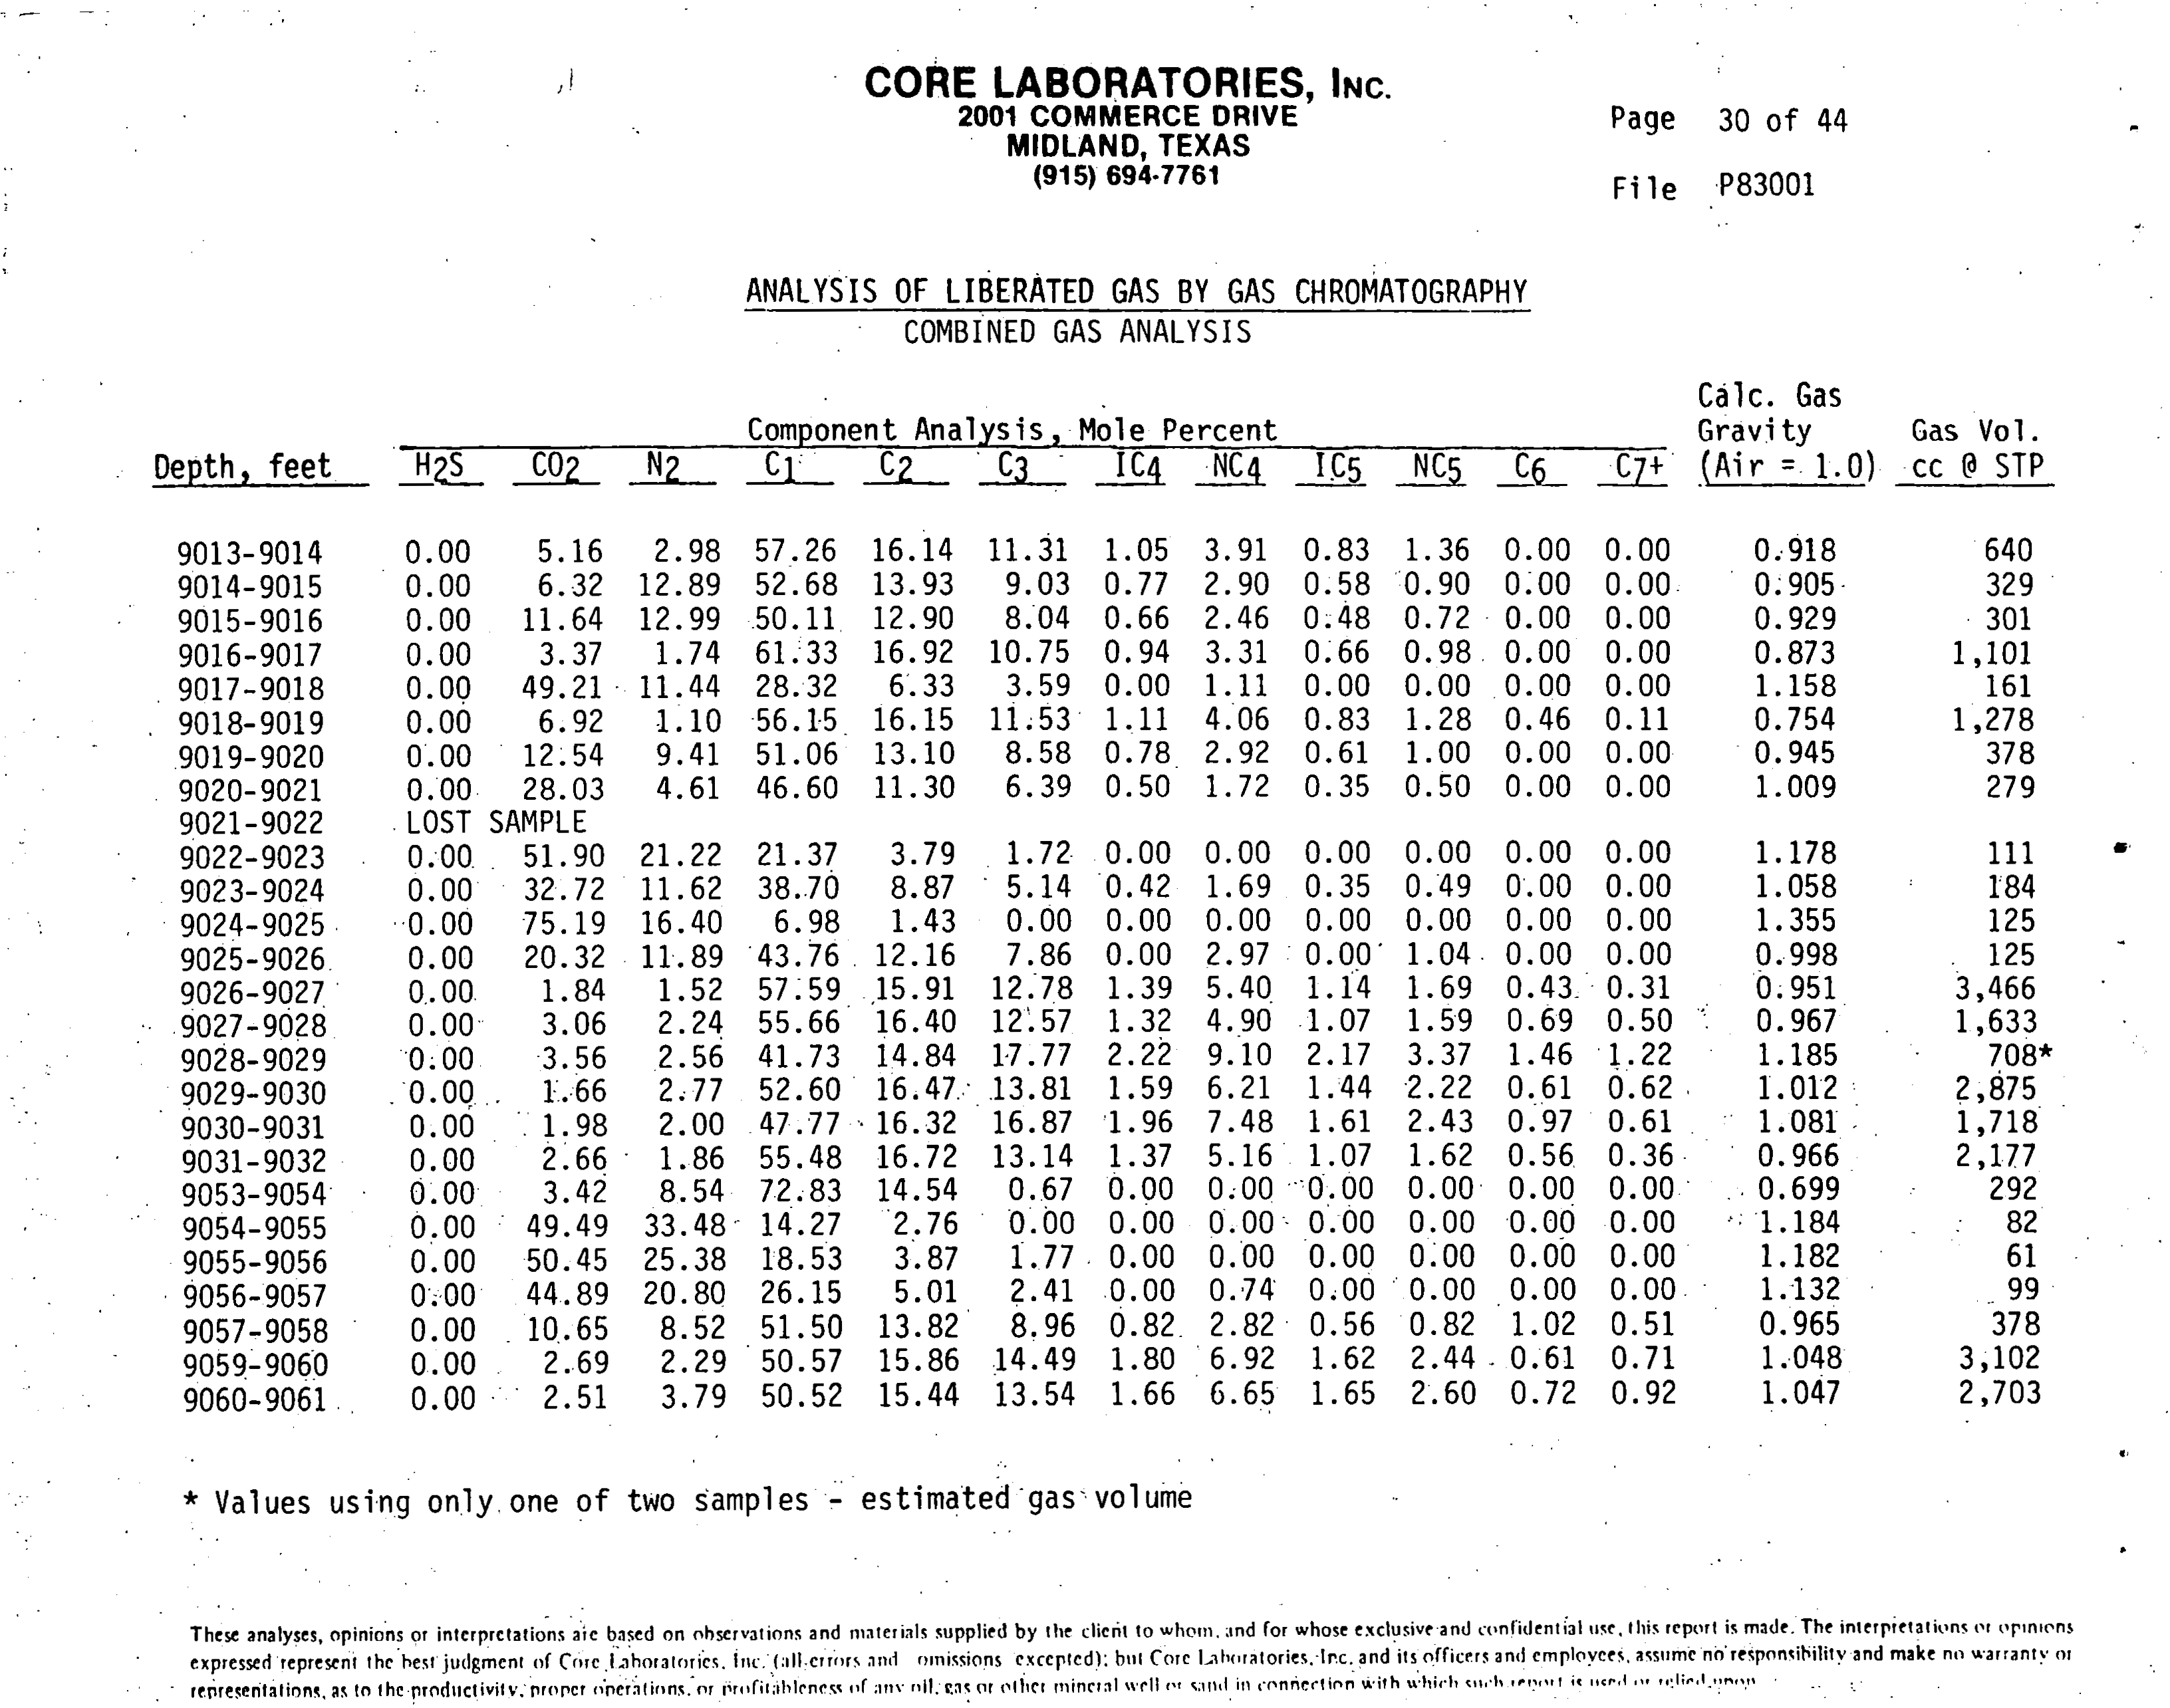 CORE LABORATORIES, INC.
2001 COMMERCE DRIVE
MIDLAND, TEXAS
(915) 694-7761
Page 30 of 44
File P83001
ANALYSIS OF LIBERATED GAS BY GAS CHROMATOGRAPHY
COMBINED GAS ANALYSIS
Calc. Gas
Component Analysis, Mole Percent Gravity Gas Vol.
Depth, feet H2S CO2 N2 C1 C2 C3 IC4 NC4 IC5 NC5 C6 C7+ (Air = 1.0) cc @ STP
9013-9014 0.00 5.16 2.98 57.26 16.14 11.31 1.05 3.91 0.83 1.36 0.00 0.00 0.918 640
9014-9015 0.00 6.32 12.89 52.68 13.93 9.03 0.77 2.90 0.58 0.90 0.00 0.00 0.905 329
9015-9016 0.00 11.64 12.99 50.11 12.90 8.04 0.66 2.46 0.48 0.72 0.00 0.00 0.929 301
9016-9017 0.00 3.37 1.74 61.33 16.92 10.75 0.94 3.31 0.66 0.98 0.00 0.00 0.873 1,101
9017-9018 0.00 49.21 11.44 28.32 6.33 3.59 0.00 1.11 0.00 0.00 0.00 0.00 1.158 161
9018-9019 0.00 6.92 1.10 56.15 16.15 11.53 1.11 4.06 0.83 1.28 0.46 0.11 0.754 1,278
9019-9020 0.00 12.54 9.41 51.06 13.10 8.58 0.78 2.92 0.61 1.00 0.00 0.00 0.945 378
9020-9021 0.00 28.03 4.61 46.60 11.30 6.39 0.50 1.72 0.35 0.50 0.00 0.00 1.009 279
9021-9022 LOST SAMPLE
9022-9023 0.00 51.90 21.22 21.37 3.79 1.72 0.00 0.00 0.00 0.00 0.00 0.00 1.178 111
9023-9024 0.00 32.72 11.62 38.70 8.87 5.14 0.42 1.69 0.35 0.49 0.00 0.00 1.058 184
9024-9025 0.00 75.19 16.40 6.98 1.43 0.00 0.00 0.00 0.00 0.00 0.00 0.00 1.355 125
9025-9026 0.00 20.32 11.89 43.76 12.16 7.86 0.00 2.97 0.00 1.04 0.00 0.00 0.998 125
9026-9027 0.00 1.84 1.52 57.59 15.91 12.78 1.39 5.40 1.14 1.69 0.43 0.31 0.951 3,466
9027-9028 0.00 3.06 2.24 55.66 16.40 12.57 1.32 4.90 1.07 1.59 0.69 0.50 0.967 1,633
9028-9029 0.00 3.56 2.56 41.73 14.84 17.77 2.22 9.10 2.17 3.37 1.46 1.22 1.185 708*
9029-9030 0.00 1.66 2.77 52.60 16.47 13.81 1.59 6.21 1.44 2.22 0.61 0.62 1.012 2,875
9030-9031 0.00 1.98 2.00 47.77 16.32 16.87 1.96 7.48 1.61 2.43 0.97 0.61 1.081 1,718
9031-9032 0.00 2.66 1.86 55.48 16.72 13.14 1.37 5.16 1.07 1.62 0.56 0.36 0.966 2,177
9053-9054 0.00 3.42 8.54 72.83 14.54 0.67 0.00 0.00 0.00 0.00 0.00 0.00 0.699 292
9054-9055 0.00 49.49 33.48 14.27 2.76 0.00 0.00 0.00 0.00 0.00 0.00 0.00 1.184 82
9055-9056 0.00 50.45 25.38 18.53 3.87 1.77 0.00 0.00 0.00 0.00 0.00 0.00 1.182 61
9056-9057 0.00 44.89 20.80 26.15 5.01 2.41 0.00 0.74 0.00 0.00 0.00 0.00 1.132 99
9057-9058 0.00 10.65 8.52 51.50 13.82 8.96 0.82 2.82 0.56 0.82 1.02 0.51 0.965 378
9059-9060 0.00 2.69 2.29 50.57 15.86 14.49 1.80 6.92 1.62 2.44 0.61 0.71 1.048 3,102
9060-9061 0.00 2.51 3.79 50.52 15.44 13.54 1.66 6.65 1.65 2.60 0.72 0.92 1.047 2,703
* Values using only one of two samples - estimated gas volume
These analyses, opinions or interpretations are based on observations and materials supplied by the client to whom, and for whose exclusive and confidential use, this report is made. The interpretations or opinions
expressed represent the best judgment of Core Laboratories, Inc. (all errors and omissions excepted); but Core Laboratories, Inc. and its officers and employees, assume no responsibility and make no warranty or
representations, as to the productivity, proper operations, or profitableness of any oil, gas or other mineral well or sand in connection with which such report is used or relied upon.